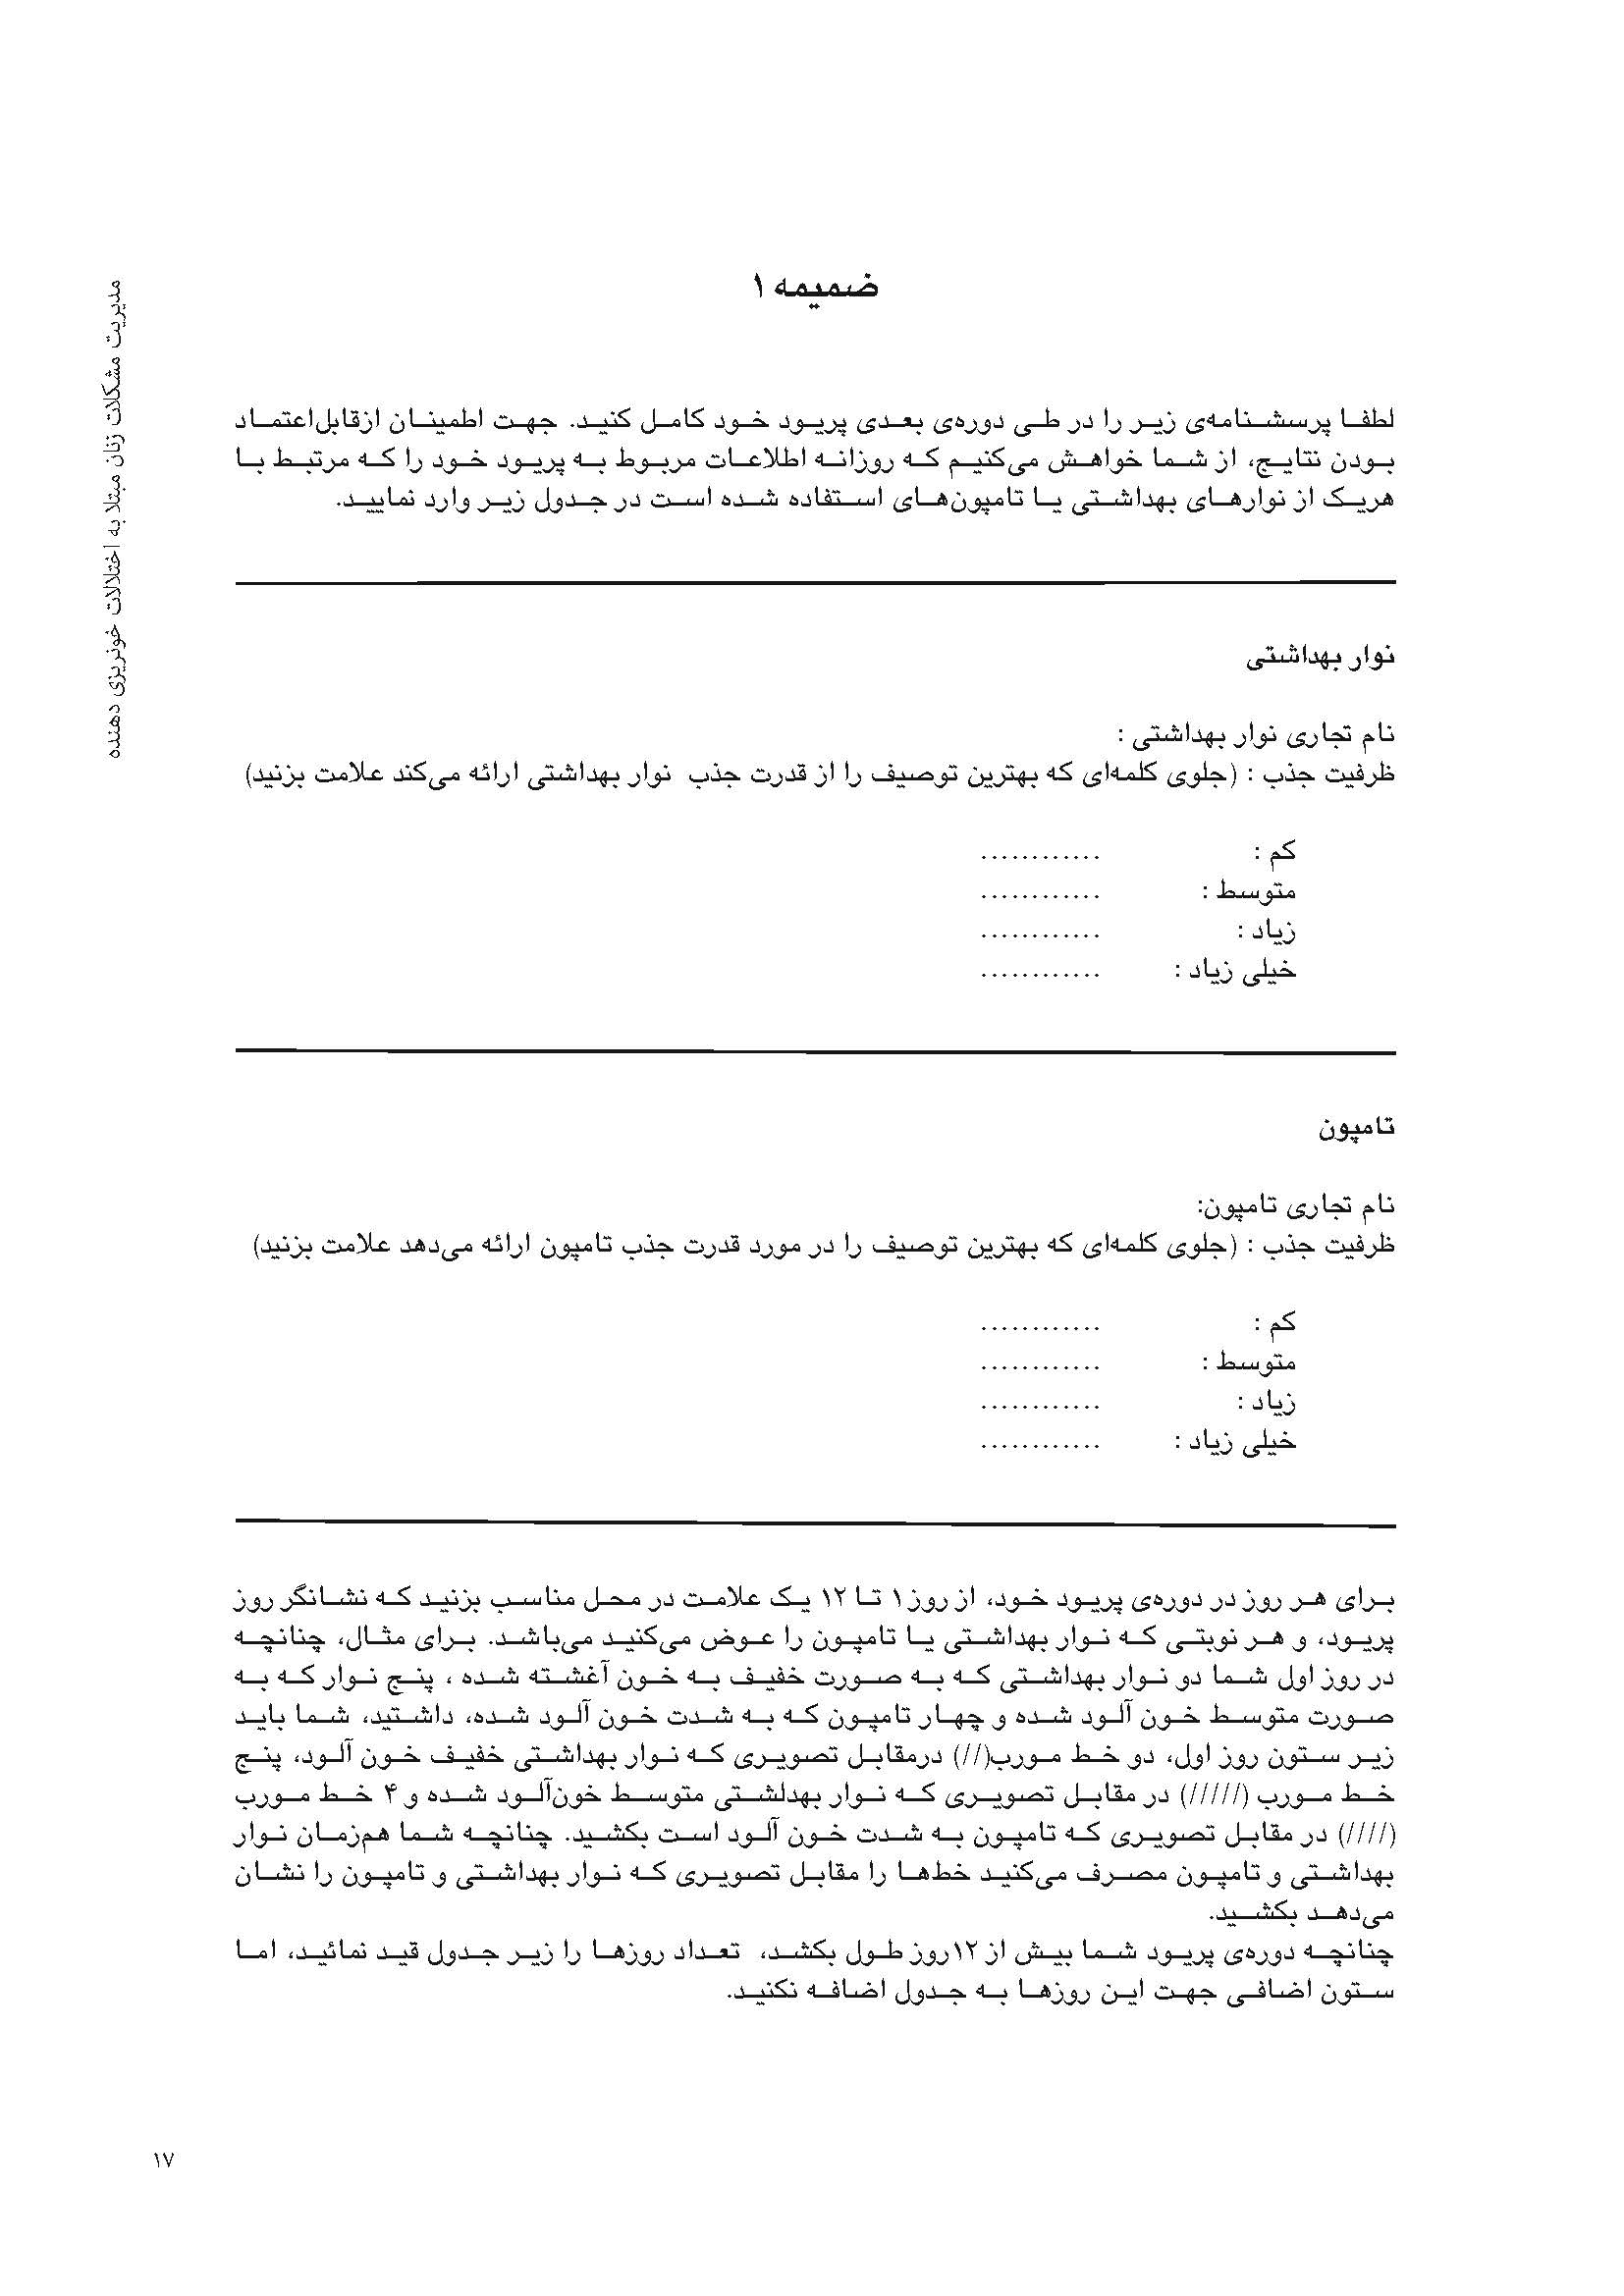 مدیریت مشکلات زنان مبتلا به اختلالات خونریزی دهنده
ضمیمه ۱
لطفا پرسشنامه‌ی زیر را در طی دوره‌ی بعدی پریود خود کامل کنید. جهت اطمینان ازقابل‌اعتماد
بودن نتایج، از شما خواهش می‌کنیم که روزانه اطلاعات مربوط به پریود خود را که مرتبط با
هریک از نوارهای بهداشتی یا تامپون‌های استفاده شده است در جدول زیر وارد نمایید.
نوار بهداشتی
نام تجاری نوار بهداشتی :
ظرفیت جذب : (جلوی کلمه‌ای که بهترین توصیف را از قدرت جذب نوار بهداشتی ارائه می‌کند علامت بزنید)
کم : ............
متوسط : ............
زیاد : ............
خیلی زیاد : ............
تامپون
نام تجاری تامپون:
ظرفیت جذب : (جلوی کلمه‌ای که بهترین توصیف را در مورد قدرت جذب تامپون ارائه می‌دهد علامت بزنید)
کم : ............
متوسط : ............
زیاد : ............
خیلی زیاد : ............
برای هر روز در دوره‌ی پریود خود، از روز۱ تا ۱۲ یک علامت در محل مناسب بزنید که نشانگر روز
پریود، و هر نوبتی که نوار بهداشتی یا تامپون را عوض می‌کنید می‌باشد. برای مثال، چنانچه
در روز اول شما دو نوار بهداشتی که به صورت خفیف به خون آغشته شده ، پنج نوار که به
صورت متوسط خون آلود شده و چهار تامپون که به شدت خون آلود شده، داشتید، شما باید
زیر ستون روز اول، دو خط مورب(//) درمقابل تصویری که نوار بهداشتی خفیف خون آلود، پنج
خط مورب (/////) در مقابل تصویری که نوار بهدلشتی متوسط خون‌آلود شده و ۴ خط مورب
(////) در مقابل تصویری که تامپون به شدت خون آلود است بکشید. چنانچه شما هم‌زمان نوار
بهداشتی و تامپون مصرف می‌کنید خط‌ها را مقابل تصویری که نوار بهداشتی و تامپون را نشان
می‌دهد بکشید.
چنانچه دوره‌ی پریود شما بیش از ۱۲روز طول بکشد، تعداد روزها را زیر جدول قید نمائید، اما
ستون اضافی جهت این روزها به جدول اضافه نکنید.
۱۷